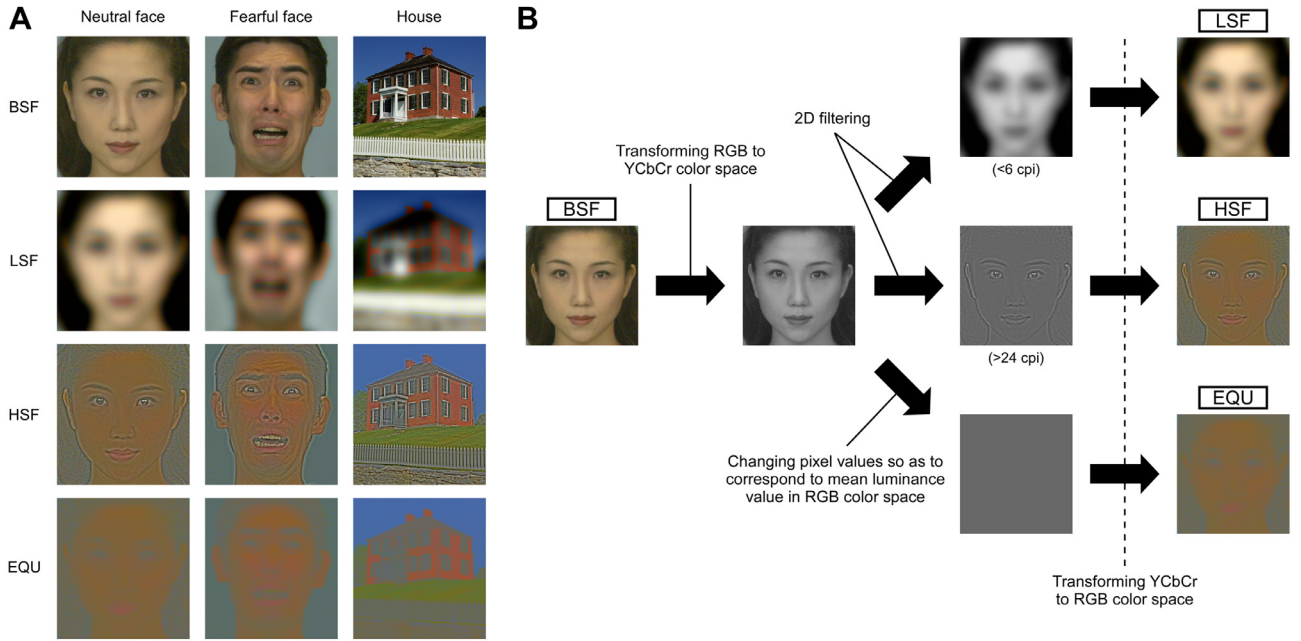 A
Neutral face
Fearful face
House
BSF
LSF
HSF
EQU
B
LSF
2D filtering
Transforming RGB to
YCbCr color space
(<6 cpi)
BSF
HSF
(>24 cpi)
EQU
Changing pixel values so as to
correspond to mean luminance
value in RGB color space
Transforming YCbCr
to RGB color space